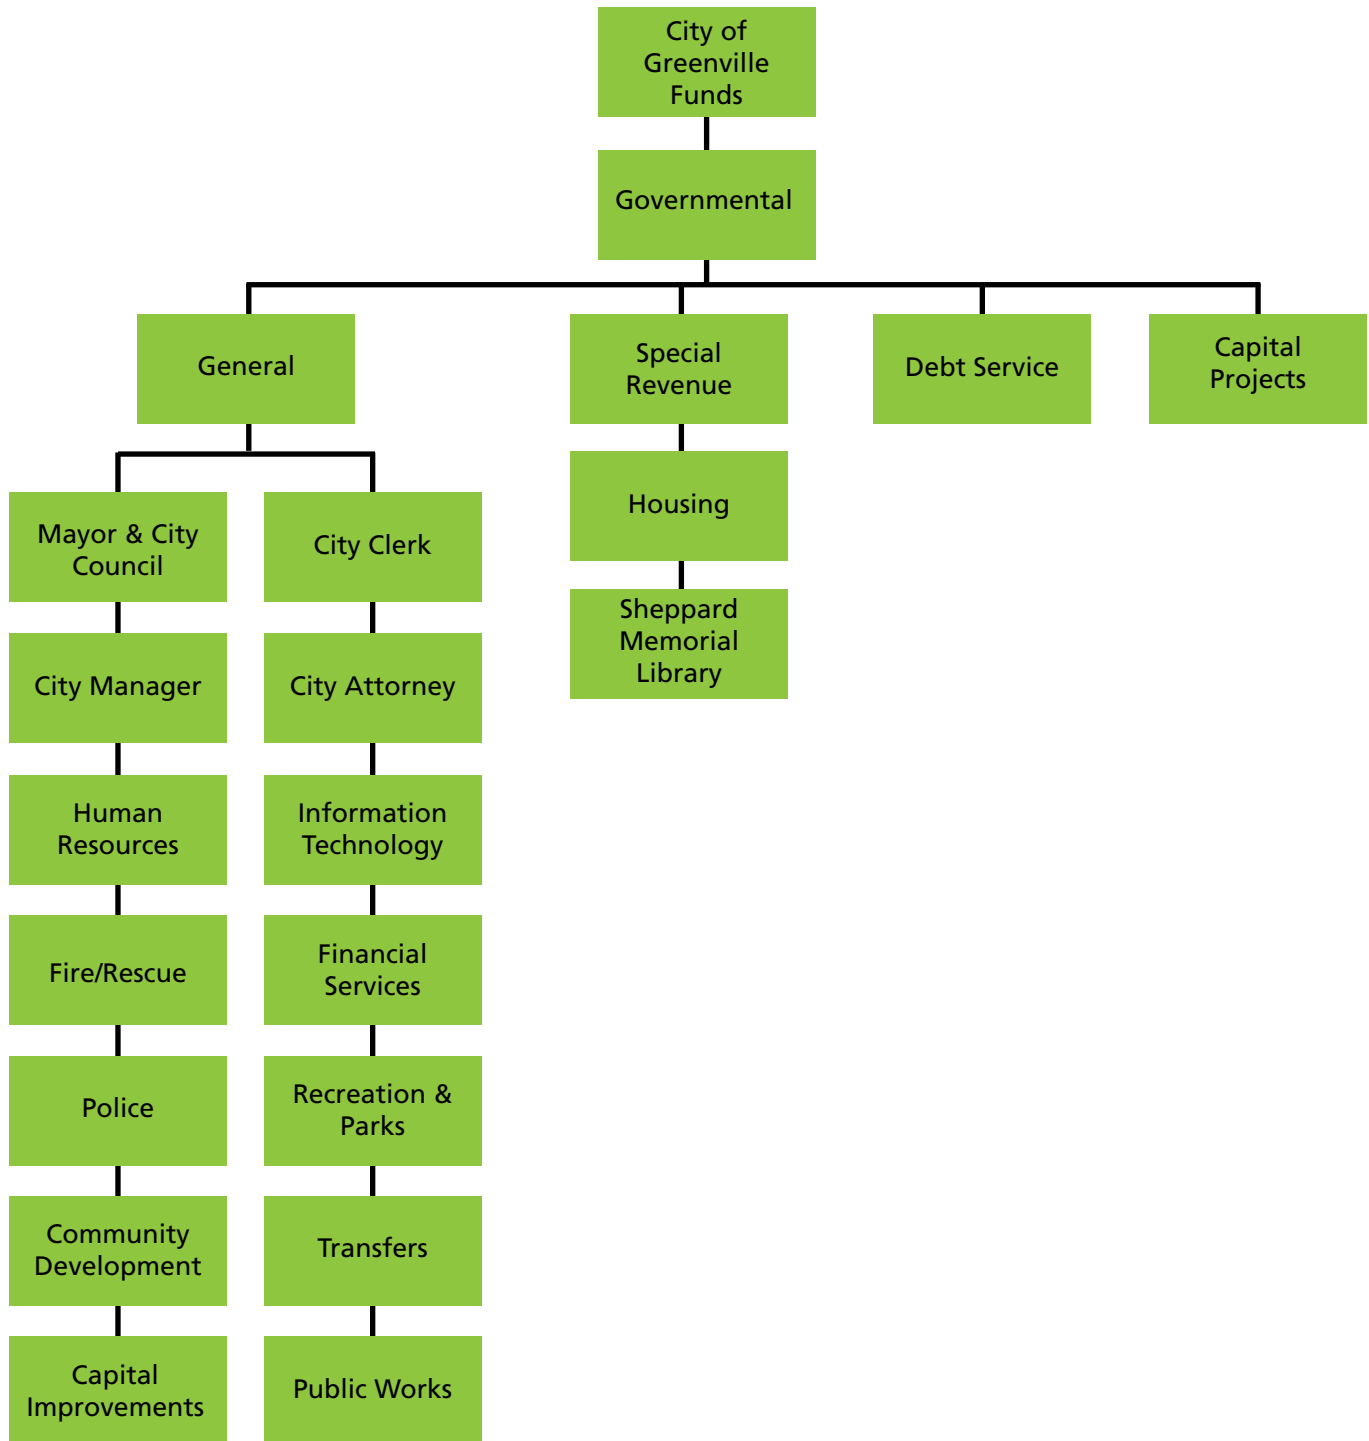 City of
Greenville
Funds
Governmental
General
Special
Revenue
Debt Service
Capital
Projects
Mayor & City
Council
City Clerk
Housing
Sheppard
Memorial
Library
City Manager
City Attorney
Human
Resources
Information
Technology
Fire/Rescue
Financial
Services
Police
Recreation &
Parks
Community
Development
Transfers
Capital
Improvements
Public Works